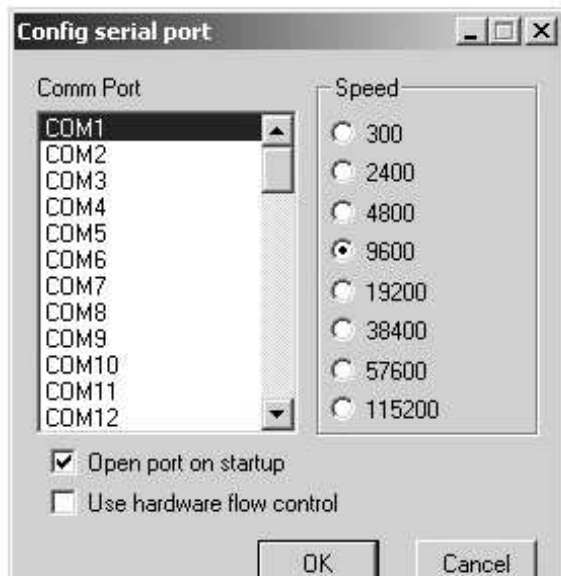 Config serial port
Comm Port
COM1
COM2
COM3
COM4
COM5
COM6
COM7
COM8
COM9
COM10
COM11
COM12
Speed
300
2400
4800
9600
19200
38400
57600
115200
Open port on startup
Use hardware flow control
OK
Cancel